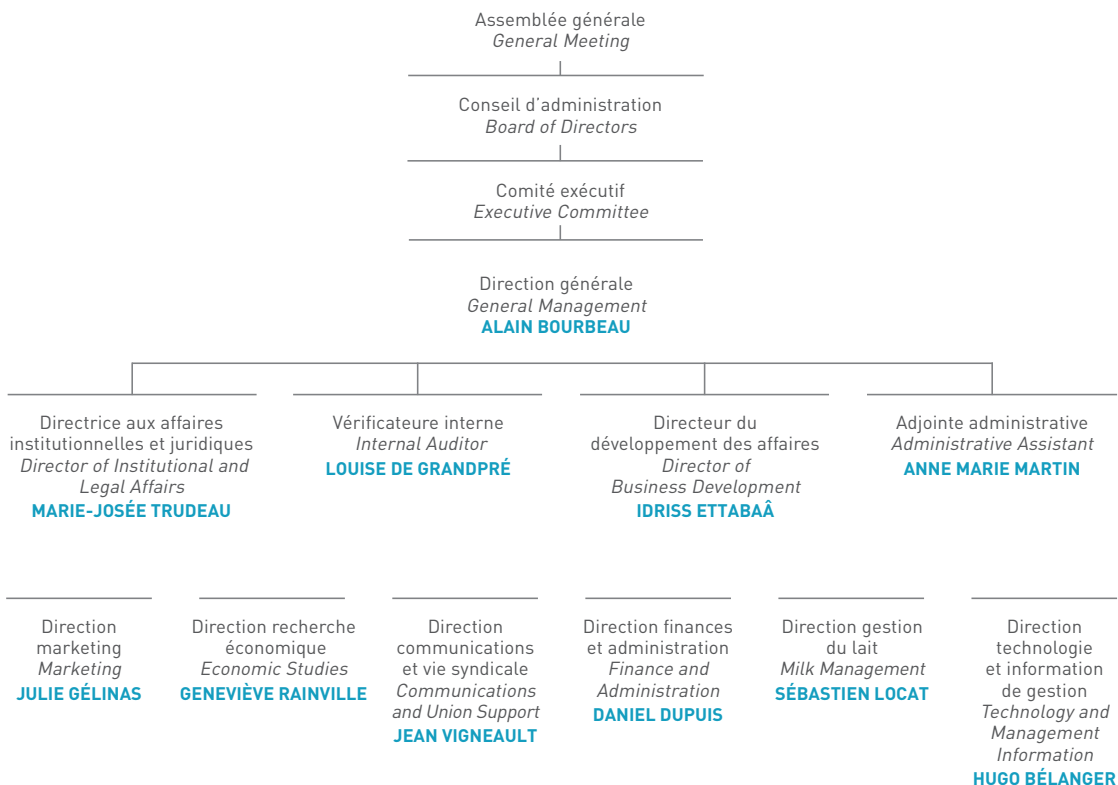 Assemblée générale
General Meeting
Conseil d'administration
Board of Directors
Comité exécutif
Executive Committee
Direction générale
General Management
ALAIN BOURBEAU
Directrice aux affaires
institutionnelles et juridiques
Director of Institutional and
Legal Affairs
MARIE-JOSÉE TRUDEAU
Vérificateure interne
Internal Auditor
LOUISE DE GRANDPRÉ
Directeur du
développement des affaires
Director of
Business Development
IDRISS ETTABAÂ
Adjointe administrative
Administrative Assistant
ANNE MARIE MARTIN
Direction
marketing
Marketing
JULIE GÉLINAS
Direction recherche
économique
Economic Studies
GENEVIÈVE RAINVILLE
Direction
communications
et vie syndicale
Communications
and Union Support
JEAN VIGNEAULT
Direction finances
et administration
Finance and
Administration
DANIEL DUPUIS
Direction gestion
du lait
Milk Management
SÉBASTIEN LOCAT
Direction
technologie
et information
de gestion
Technology and
Management
Information
HUGO BÉLANGER